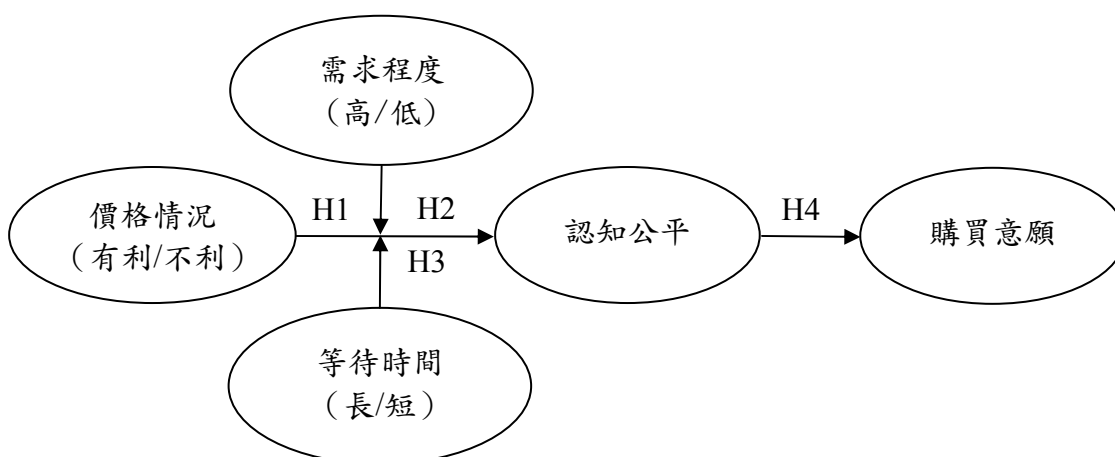 需求程度
（高/低）
價格情況
（有利/不利）
H1
H2
H3
認知公平
H4
購買意願
等待時間
（長/短）